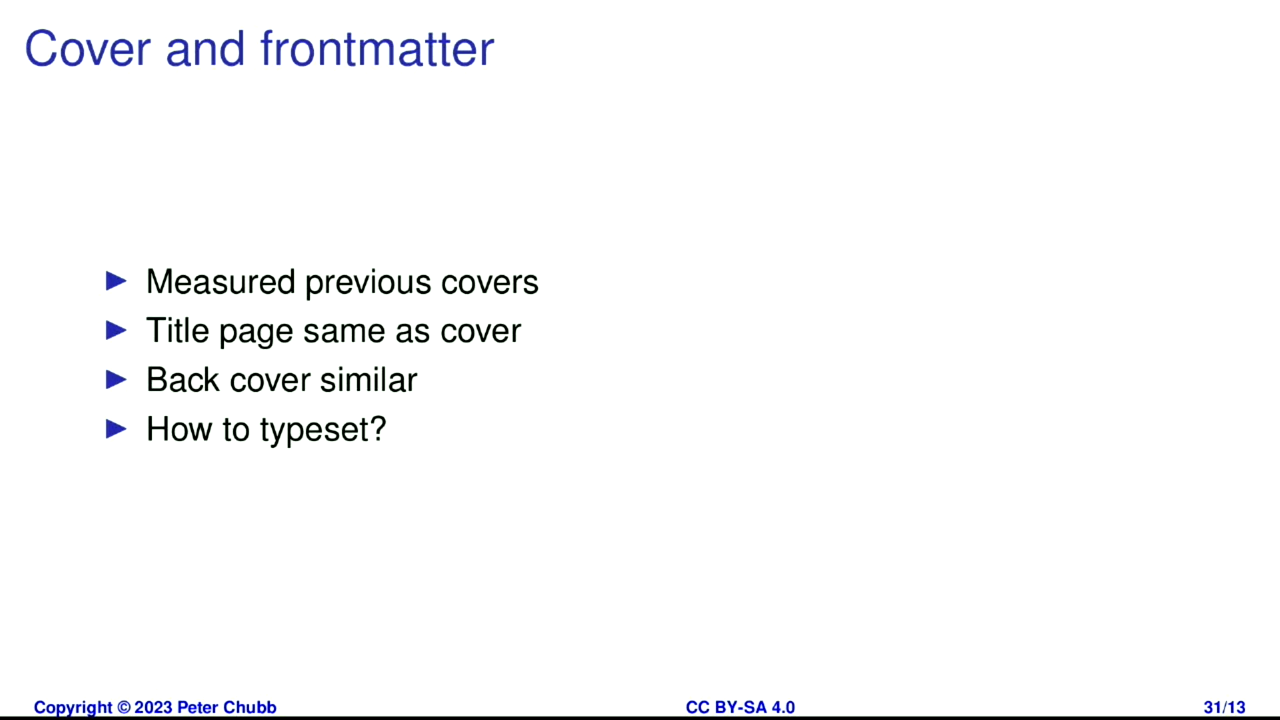 Cover and frontmatter
Measured previous covers
Title page same as cover
Back cover similar
How to typeset?
Copyright © 2023 Peter Chubb CC BY-SA 4.0 31/13